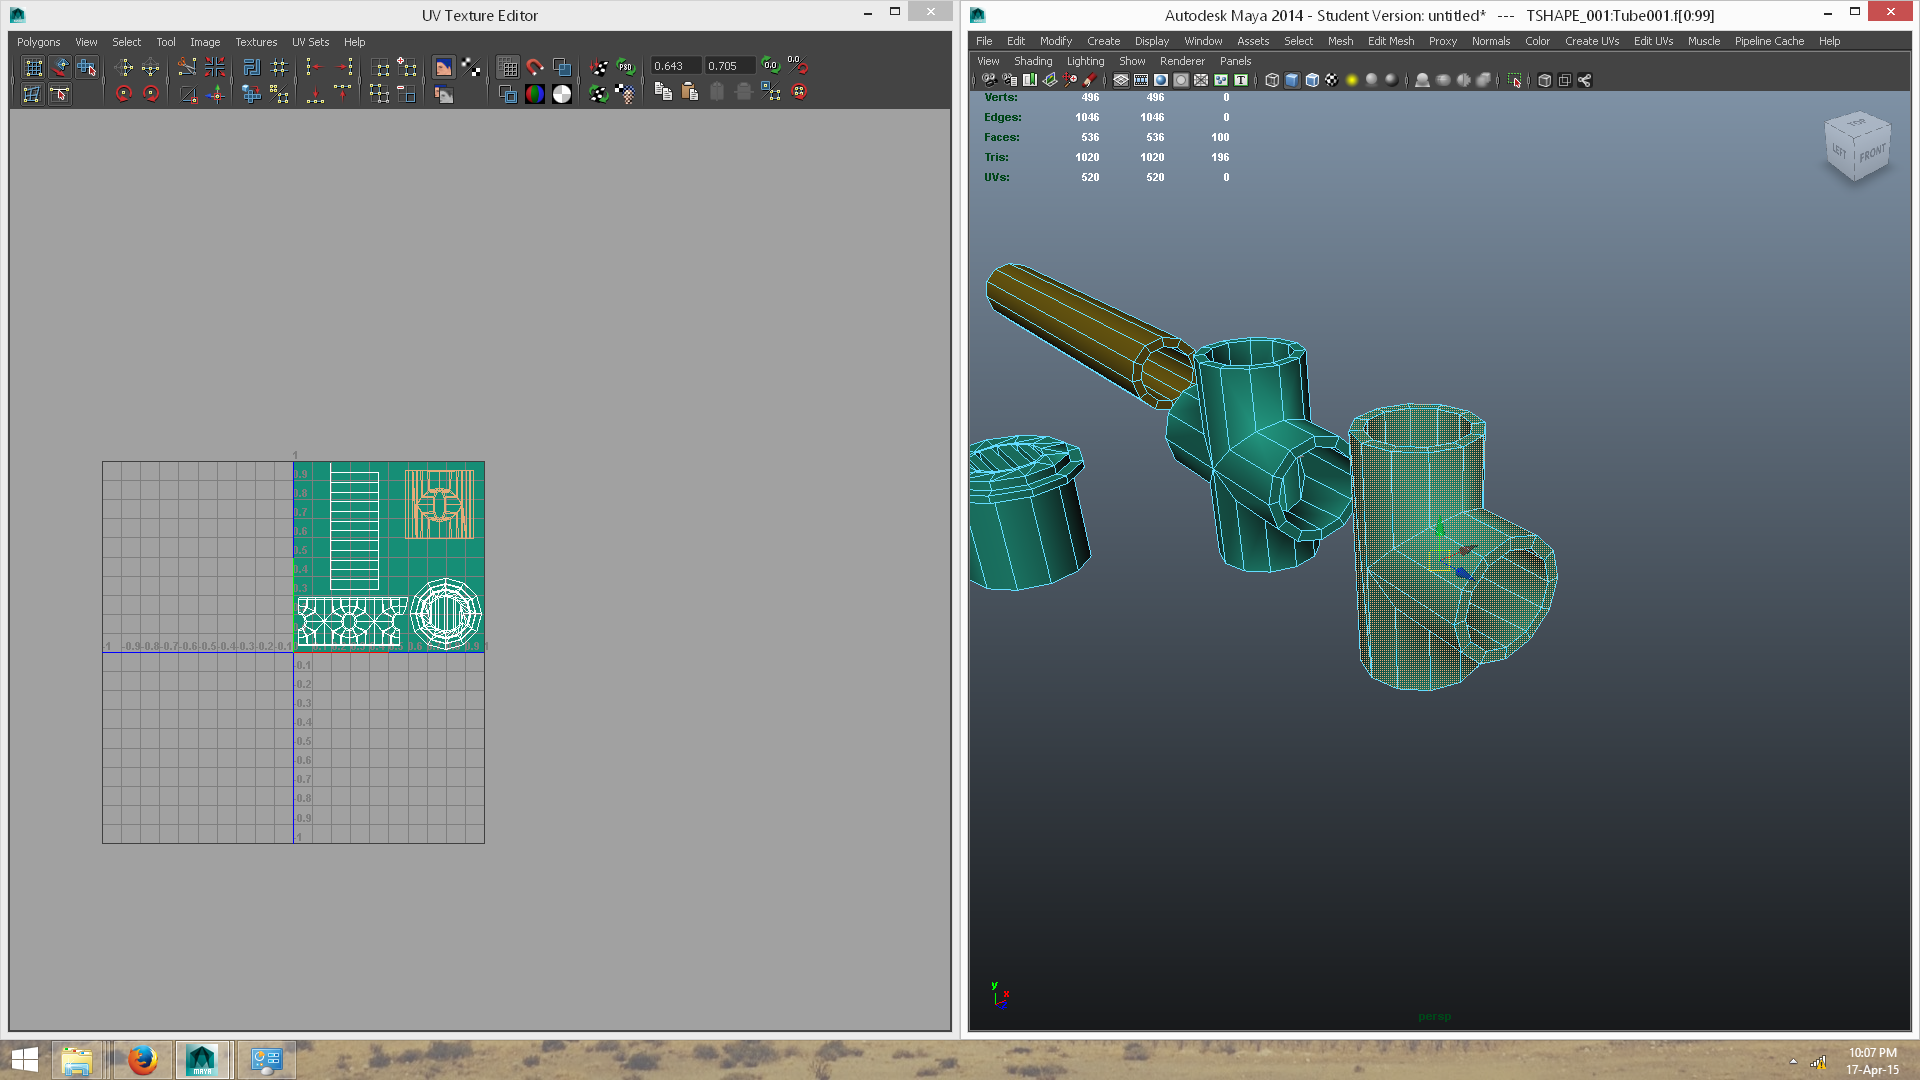 UV Texture Editor
Polygons View Select Tool Image Textures UV Sets Help
0.643 0.705
1
0.9
0.8
0.7
0.6
0.5
0.4
0.3
-1 -0.9 -0.8 -0.7 -0.6 -0.5 -0.4 -0.3 -0.2 -0.1
-0.1
-0.2
-0.3
-0.4
-0.5
-0.6
-0.7
-0.8
-0.9
-1
Autodesk Maya 2014 - Student Version: untitled* --- TSHAPE_001:Tube001.f[0:99]
File Edit Modify Create Display Window Assets Select Mesh Edit Mesh Proxy Normals Color Create UVs Edit UVs Muscle Pipeline Cache Help
View Shading Lighting Show Renderer Panels
Verts: 496 496 0
Edges: 1046 1046 0
Faces: 536 536 100
Tris: 1020 1020 196
UVs: 520 520 0
TOP
LEFT FRONT
y
x
persp
MAYA
10:07 PM
17-Apr-15